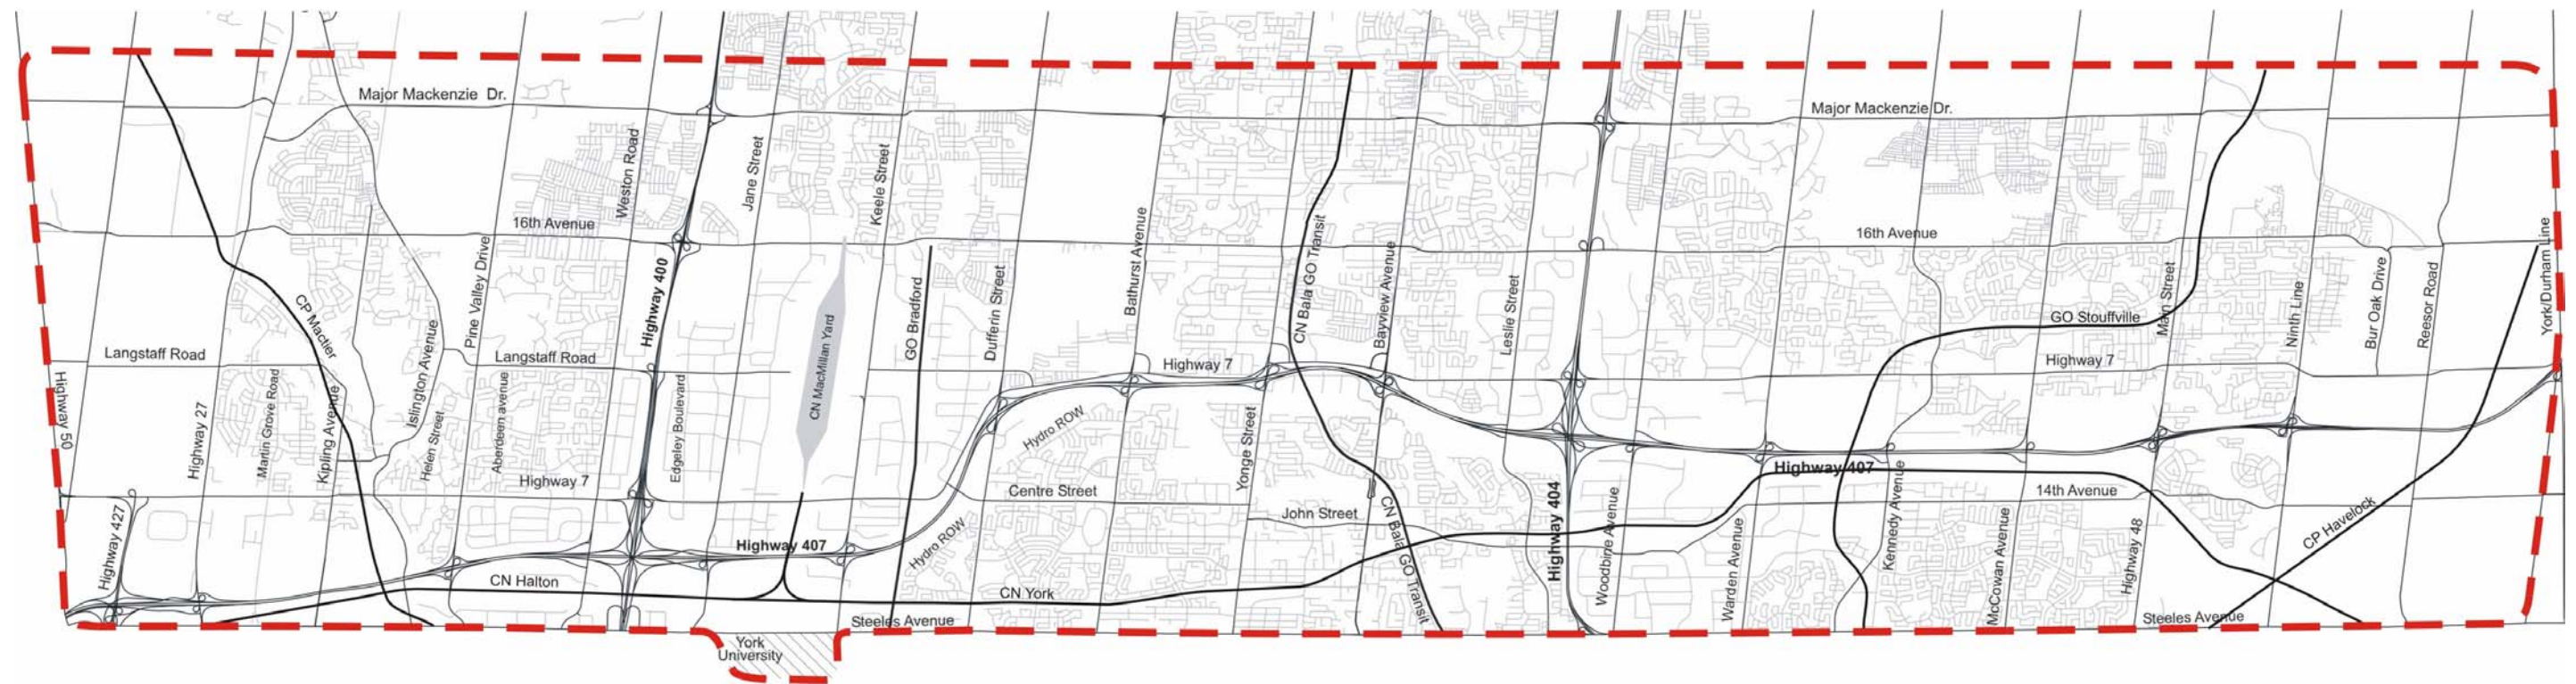 Major Mackenzie Dr.
Major Mackenzie Dr.
Weston Road
Jane Street
Keele Street
16th Avenue
16th Avenue
Bathurst Avenue
CN Bala GO Transit
Bayview Avenue
Pine Valley Drive
Highway 400
GO Bradford
Dufferin Street
Leslie Street
Main Street
Ninth Line
Bur Oak Drive
Reesor Road
York/Durham Line
CP Mactier
Islington Avenue
CN MacMillan Yard
GO Stouffville
Langstaff Road
Langstaff Road
Highway 7
Highway 7
Highway 50
Highway 27
Martin Grove Road
Kipling Avenue
Helen Street
Aberdeen avenue
Edgeley Boulevard
Hydro ROW
Yonge Street
Highway 407
Highway 7
Centre Street
14th Avenue
John Street
Highway 427
Highway 407
Hydro ROW
CN Bala GO Transit
Highway 404
Woodbine Avenue
Warden Avenue
Kennedy Avenue
McCowan Avenue
Highway 48
CP Havelock
CN Halton
CN York
Steeles Avenue
Steeles Avenue
York
University